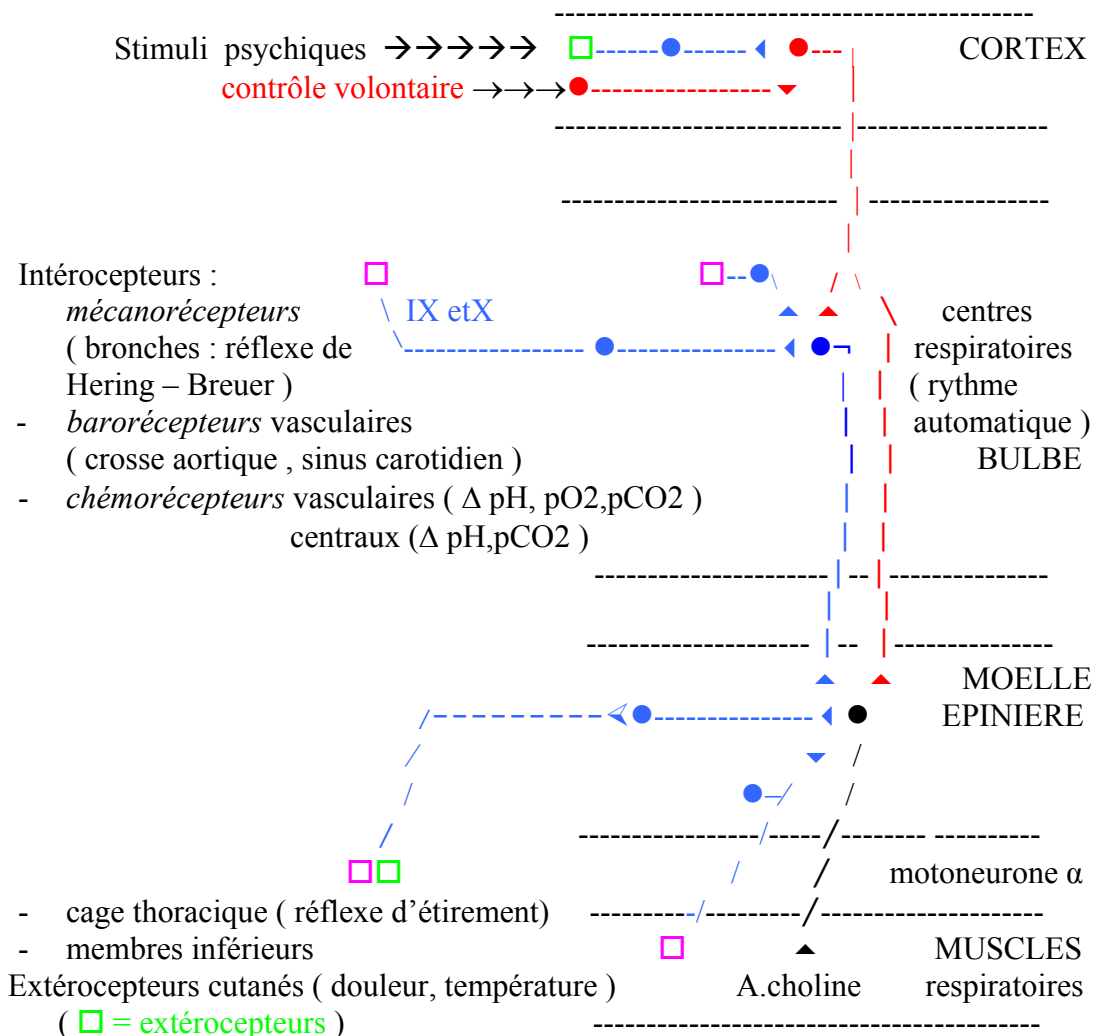 Stimuli psychiques →→→→→ CORTEX
contrôle volontaire →→→
Intérocepteurs :
mécanorécepteurs IX etX centres
( bronches : réflexe de respiratoires
Hering – Breuer ) ( rythme
- barorécepteurs vasculaires automatique )
( crosse aortique , sinus carotidien ) BULBE
- chémorécepteurs vasculaires ( Δ pH, pO2,pCO2 )
centraux (Δ pH,pCO2 )
MOELLE
EPINIERE
motoneurone α
- cage thoracique ( réflexe d’étirement)
- membres inférieurs MUSCLES
Extérocepteurs cutanés ( douleur, température ) A.choline respiratoires
( □ = extérocepteurs )